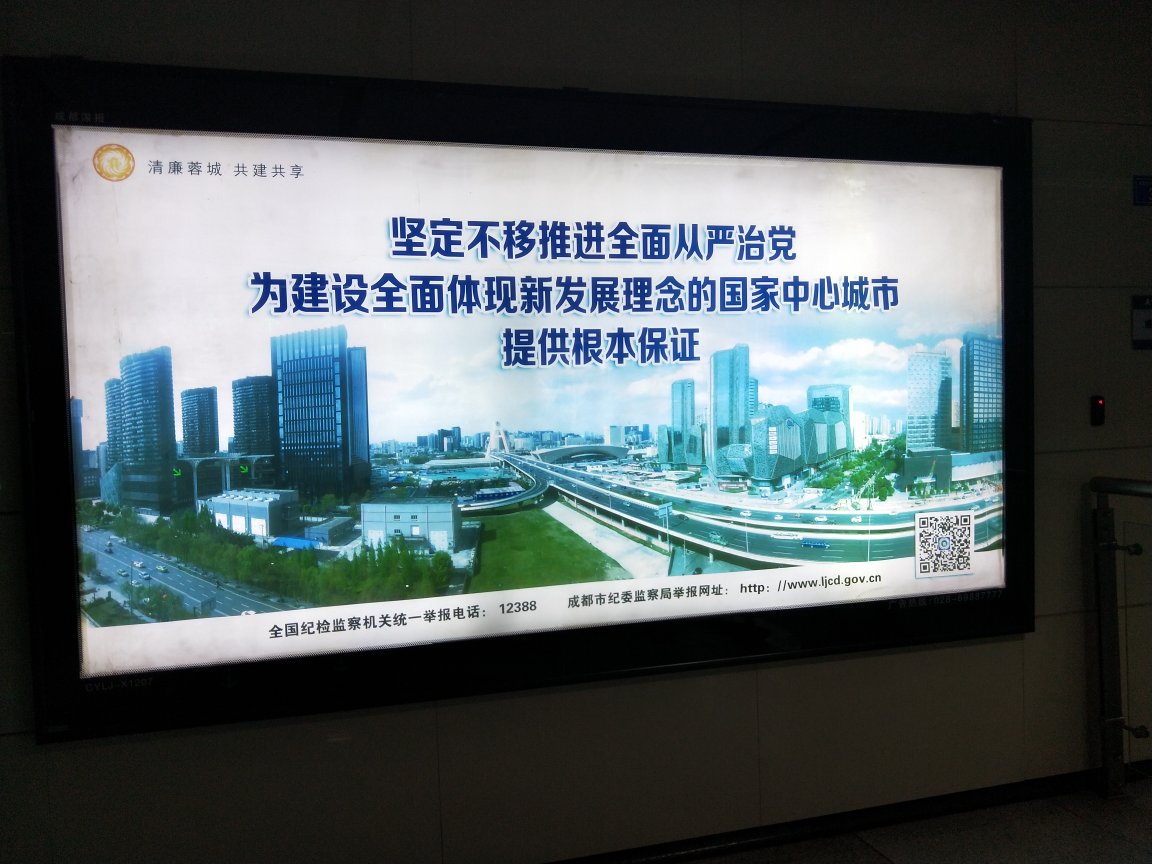 成都地铁
清廉蓉城 共建共享
坚定不移推进全面从严治党
为建设全面体现新发展理念的国家中心城市
提供根本保证
全国纪检监察机关统一举报电话： 12388 成都市纪委监察局举报网址： http：//www.ljcd.gov.cn